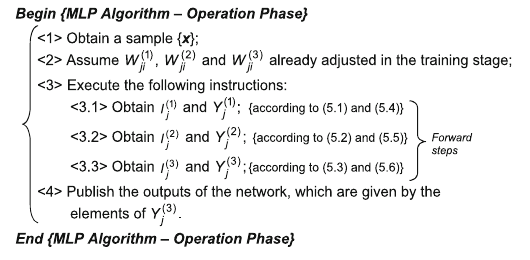 Begin {MLP Algorithm – Operation Phase}
<1> Obtain a sample {x};
<2> Assume W_{ji}^{(1)}, W_{ji}^{(2)} and W_{ji}^{(3)} already adjusted in the training stage;
<3> Execute the following instructions:
<3.1> Obtain I_j^{(1)} and Y_j^{(1)}; {according to (5.1) and (5.4)}
<3.2> Obtain I_j^{(2)} and Y_j^{(2)}; {according to (5.2) and (5.5)}
<3.3> Obtain I_j^{(3)} and Y_j^{(3)}; {according to (5.3) and (5.6)}
Forward
steps
<4> Publish the outputs of the network, which are given by the
elements of Y_j^{(3)}.
End {MLP Algorithm – Operation Phase}